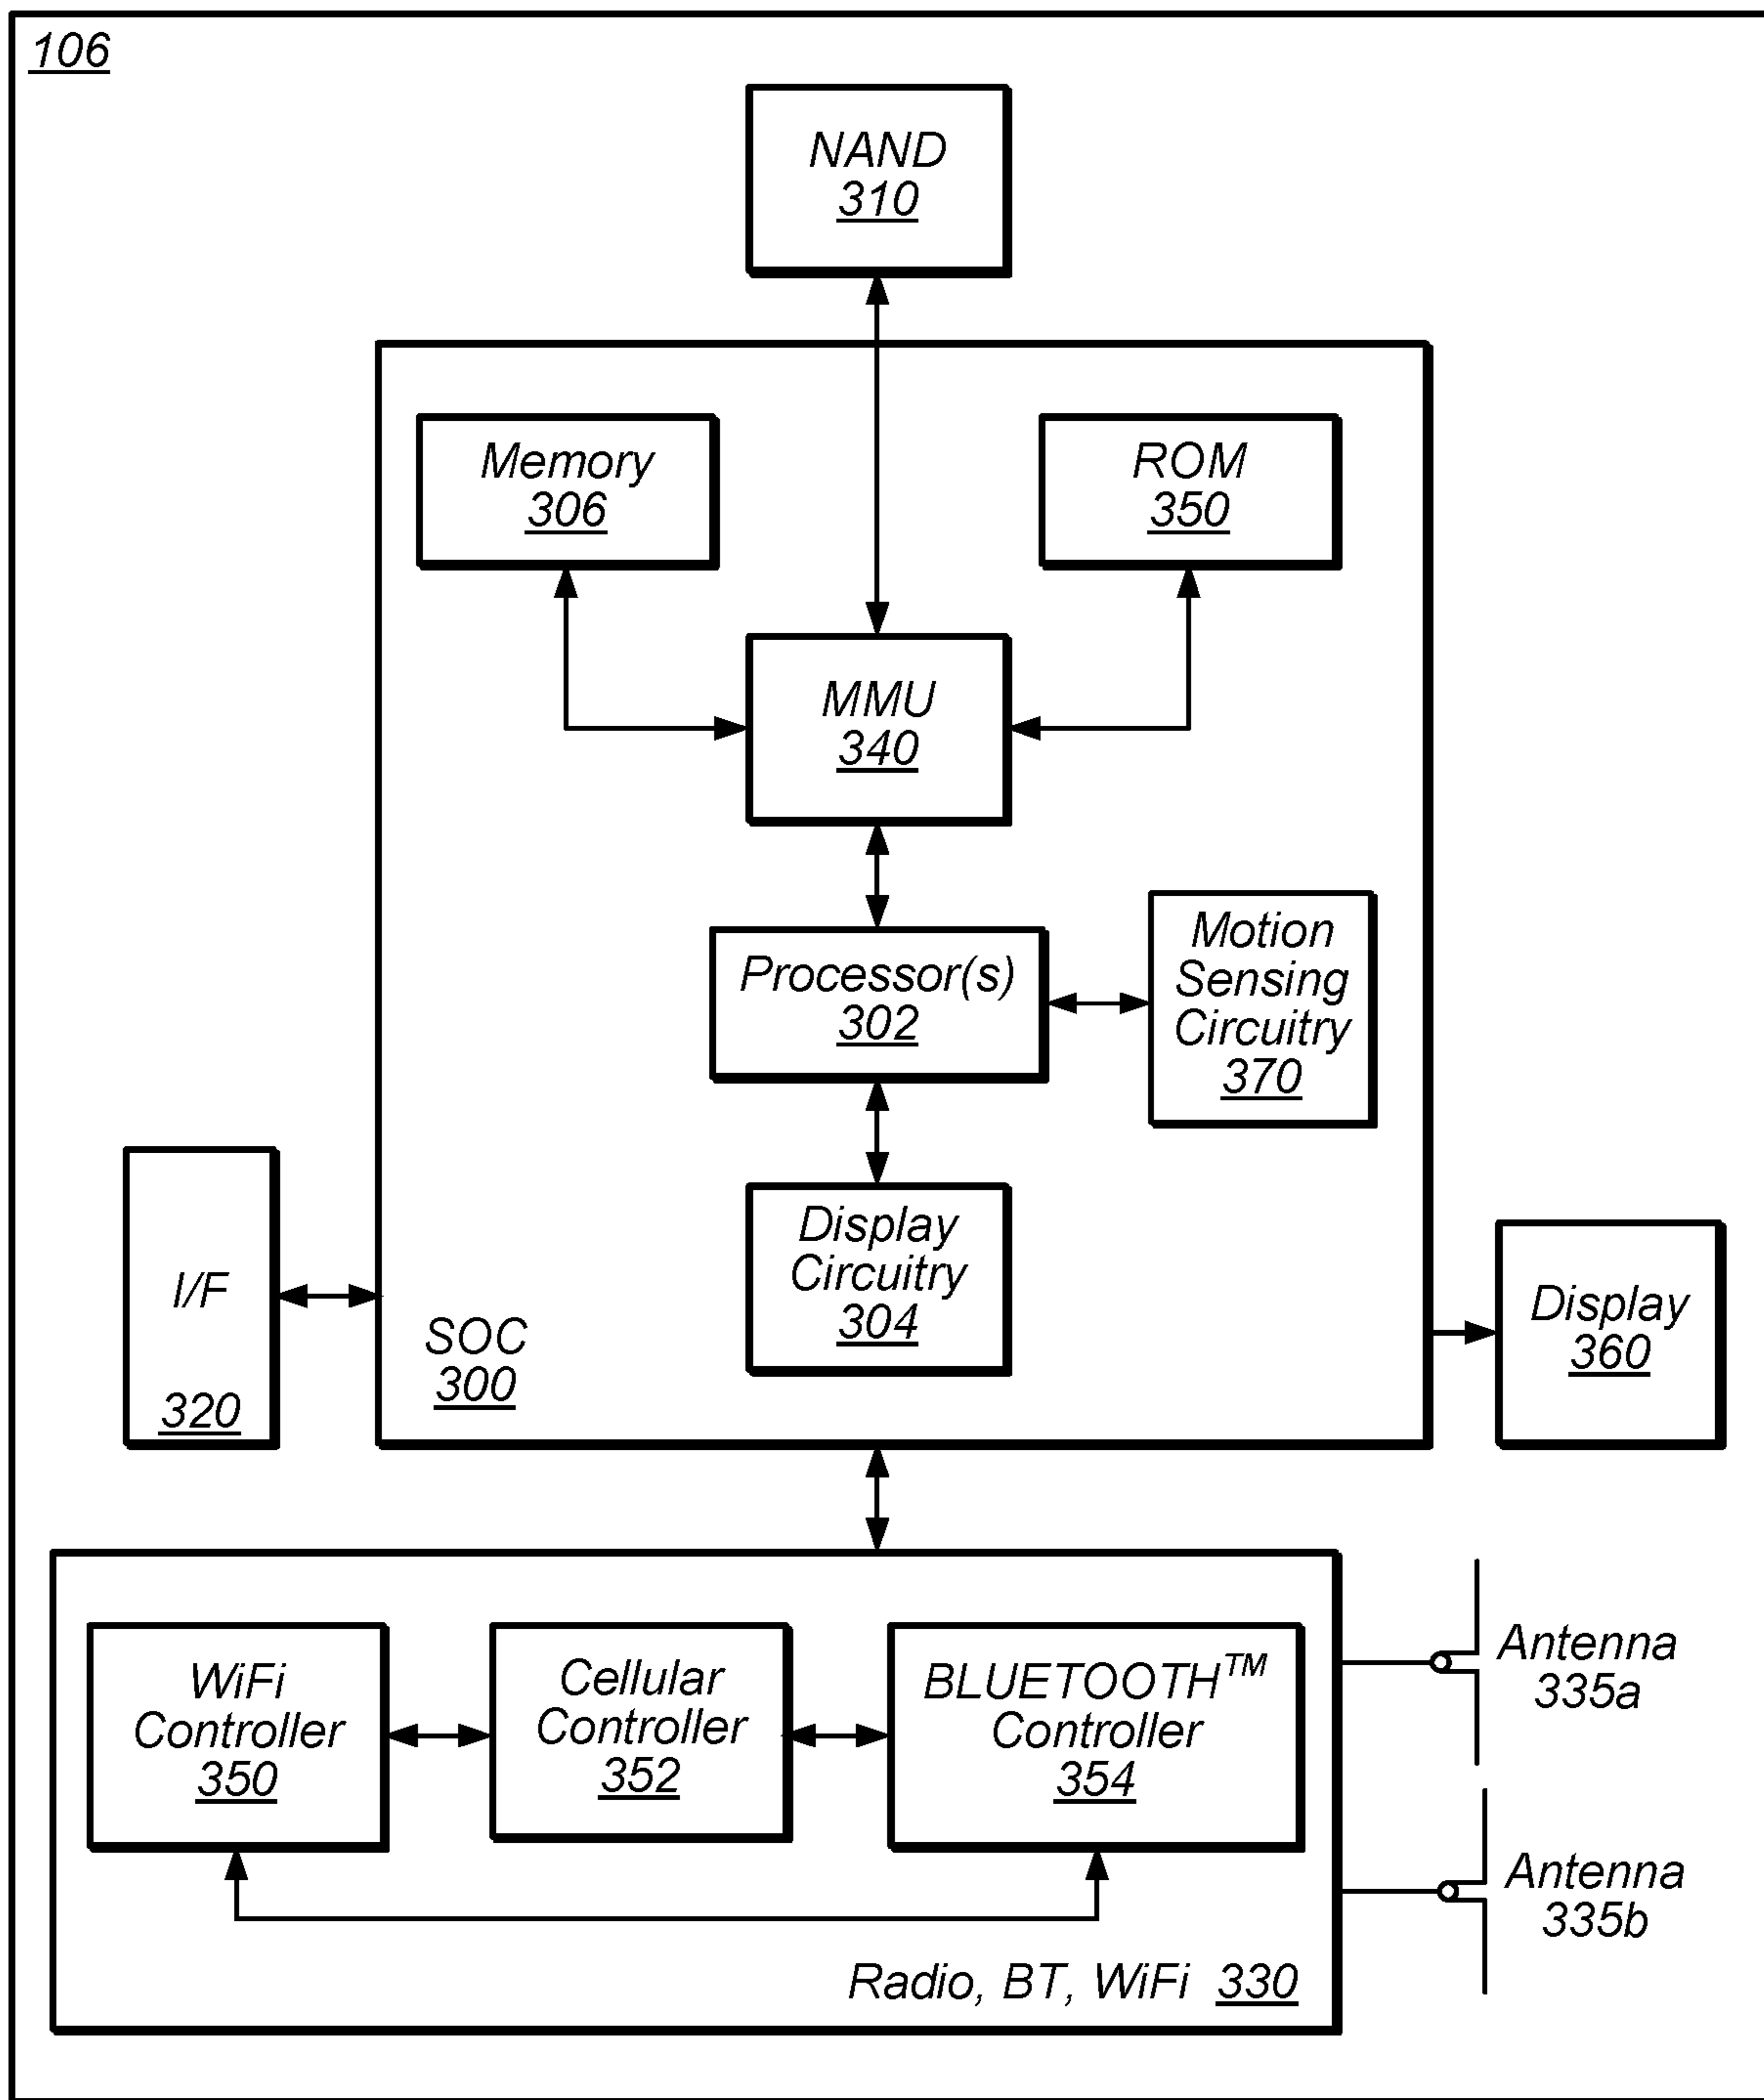 106
NAND
310
Memory
306
ROM
350
MMU
340
Processor(s)
302
Motion
Sensing
Circuitry
370
Display
Circuitry
304
I/F
320
SOC
300
Display
360
WiFi
Controller
350
Cellular
Controller
352
BLUETOOTH™
Controller
354
Antenna
335a
Antenna
335b
Radio, BT, WiFi 330